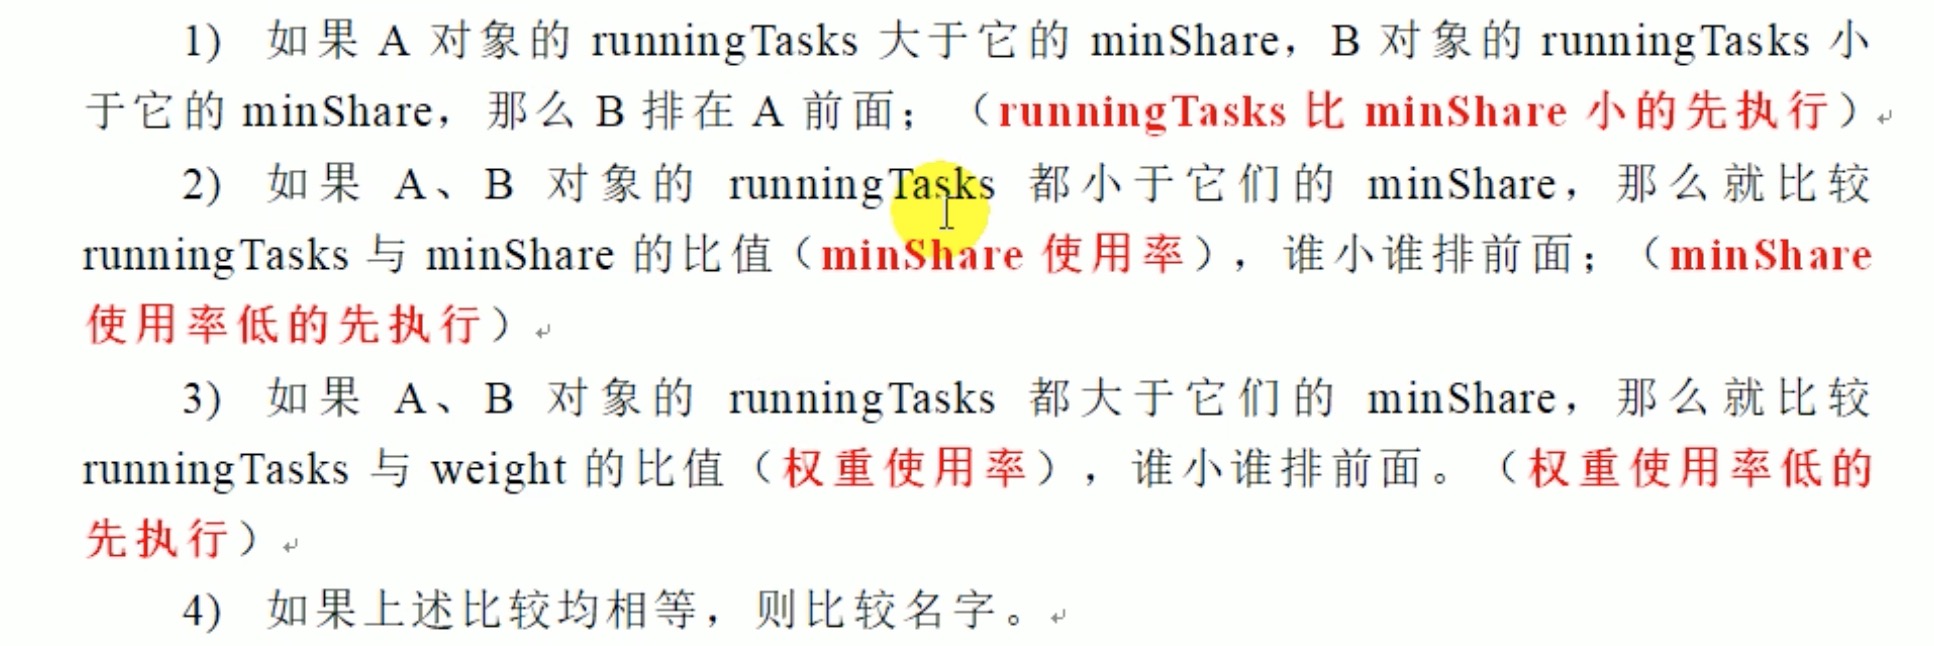 1) 如果 A 对象的 runningTasks 大于它的 minShare，B 对象的 runningTasks 小
于它的 minShare，那么 B 排在 A 前面；（runningTasks 比 minShare 小的先执行）
2) 如果 A、B 对象的 runningTasks 都小于它们的 minShare，那么就比较
runningTasks 与 minShare 的比值（minShare 使用率），谁小谁排前面；（minShare
使用率低的先执行）
3) 如果 A、B 对象的 runningTasks 都大于它们的 minShare，那么就比较
runningTasks 与 weight 的比值（权重使用率），谁小谁排前面。（权重使用率低的
先执行）
4) 如果上述比较均相等，则比较名字。